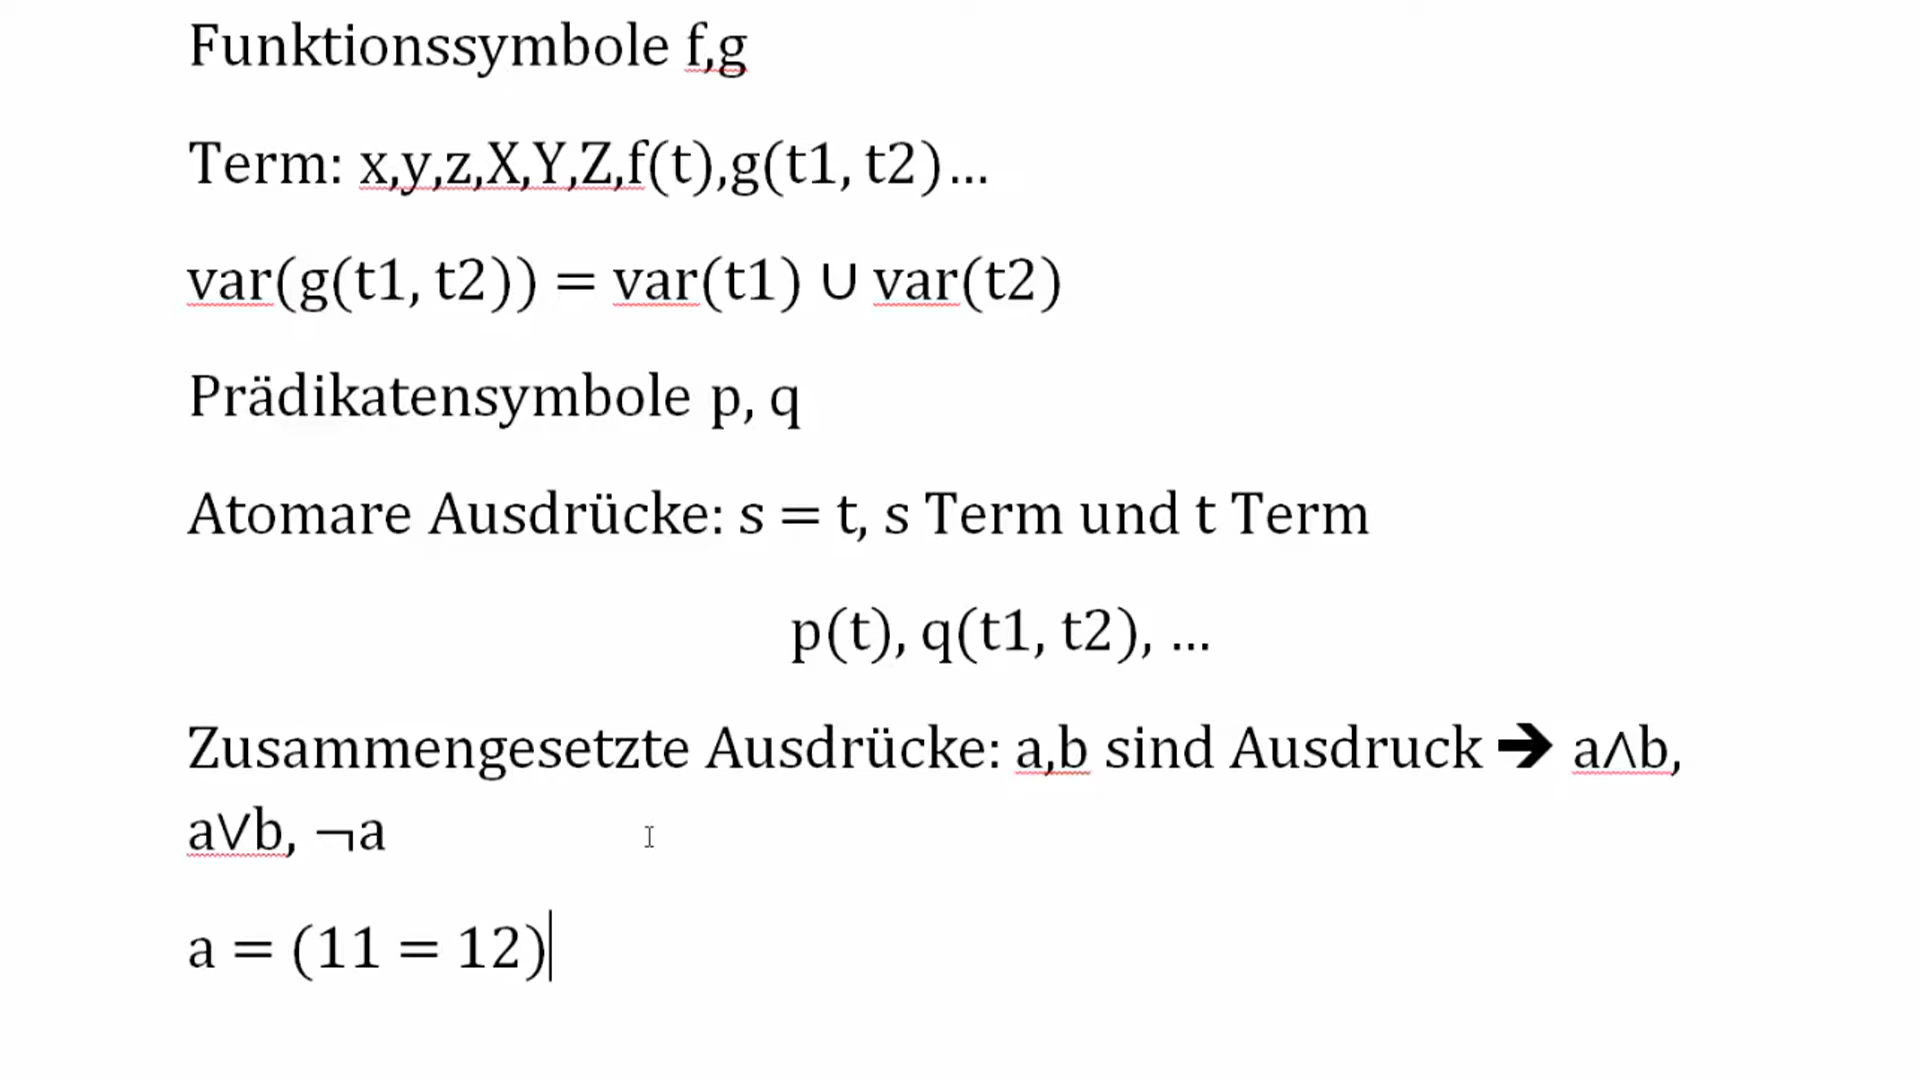 Funktionssymbole f,g
Term: x,y,z,X,Y,Z,f(t),g(t1, t2)...
var(g(t1, t2)) = var(t1) ∪ var(t2)
Prädikatensymbole p, q
Atomare Ausdrücke: s = t, s Term und t Term
p(t), q(t1, t2), ...
Zusammengesetzte Ausdrücke: a,b sind Ausdruck ➔ a∧b,
a∨b, ¬a
a = (11 = 12)